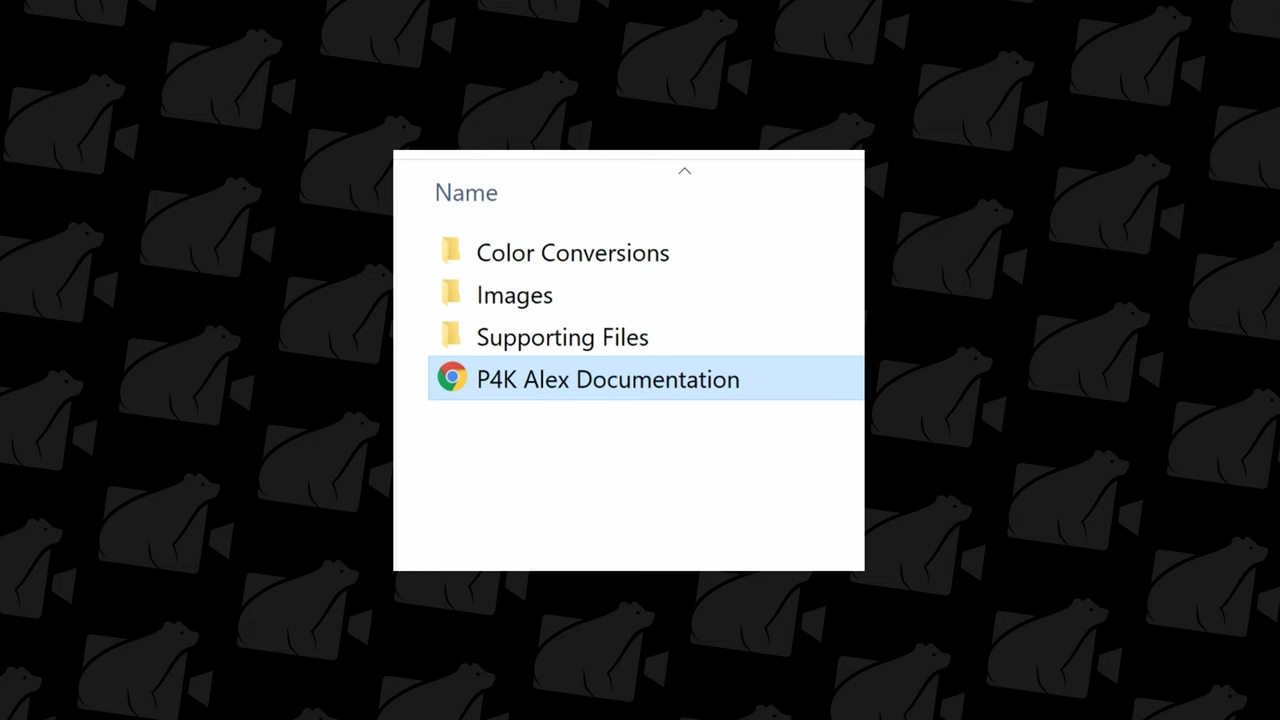 Name
Color Conversions
Images
Supporting Files
P4K Alex Documentation